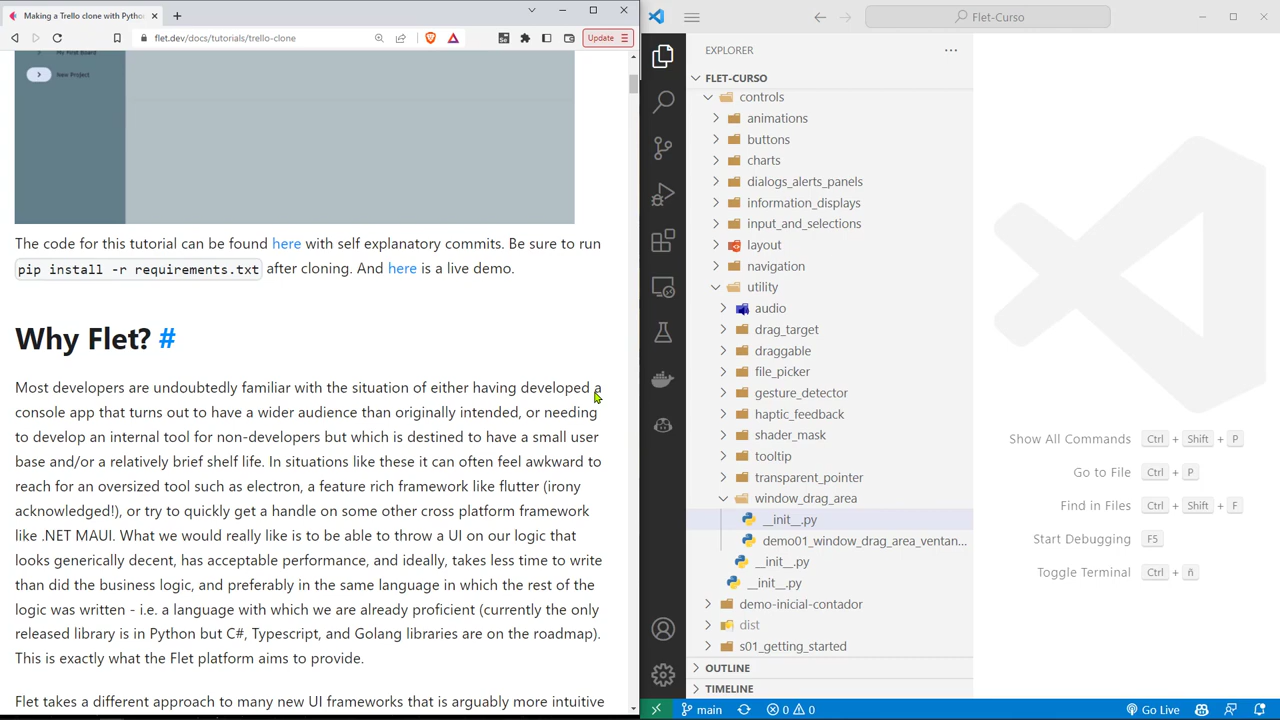 Making a Trello clone with Python
flet.dev/docs/tutorials/trello-clone
Update
My First Board
New Project
The code for this tutorial can be found here with self explanatory commits. Be sure to run
pip install -r requirements.txt after cloning. And here is a live demo.
Why Flet? #
Most developers are undoubtedly familiar with the situation of either having developed a
console app that turns out to have a wider audience than originally intended, or needing
to develop an internal tool for non-developers but which is destined to have a small user
base and/or a relatively brief shelf life. In situations like these it can often feel awkward to
reach for an oversized tool such as electron, a feature rich framework like flutter (irony
acknowledged!), or try to quickly get a handle on some other cross platform framework
like .NET MAUI. What we would really like is to be able to throw a UI on our logic that
looks generically decent, has acceptable performance, and ideally, takes less time to write
than did the business logic, and preferably in the same language in which the rest of the
logic was written - i.e. a language with which we are already proficient (currently the only
released library is in Python but C#, Typescript, and Golang libraries are on the roadmap).
This is exactly what the Flet platform aims to provide.
Flet takes a different approach to many new UI frameworks that is arguably more intuitive
Flet-Curso
EXPLORER
FLET-CURSO
controls
animations
buttons
charts
dialogs_alerts_panels
information_displays
input_and_selections
layout
navigation
utility
audio
drag_target
draggable
file_picker
gesture_detector
haptic_feedback
shader_mask
tooltip
transparent_pointer
window_drag_area
__init__.py
demo01_window_drag_area_ventan...
__init__.py
__init__.py
demo-inicial-contador
dist
s01_getting_started
OUTLINE
TIMELINE
Show All Commands Ctrl + Shift + P
Go to File Ctrl + P
Find in Files Ctrl + Shift + F
Start Debugging F5
Toggle Terminal Ctrl + ñ
main
0 0
Go Live